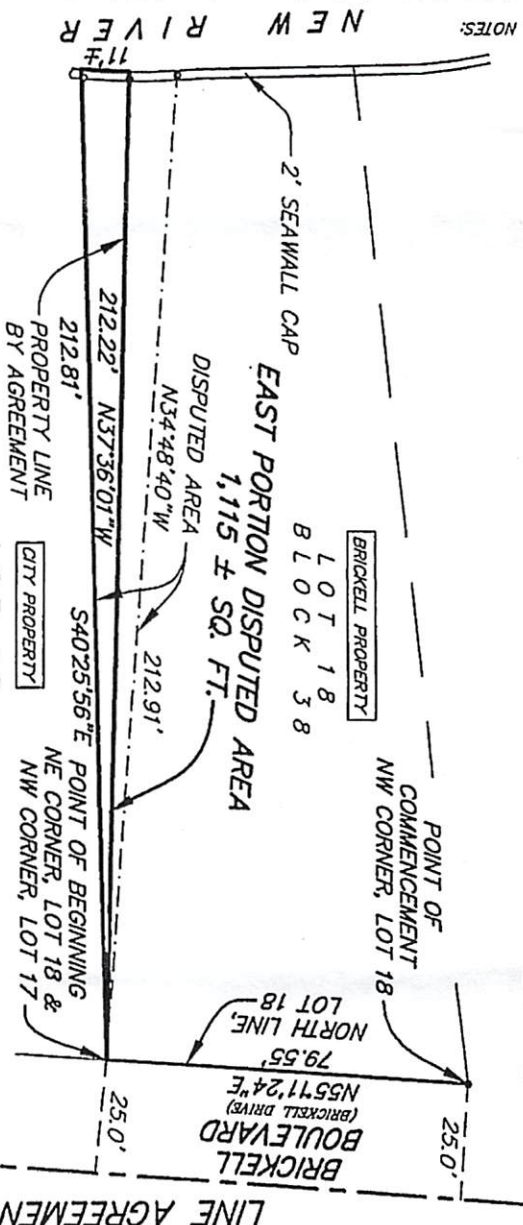 NOTES:
NEW RIVER
11'±
2' SEAWALL CAP
BRICKELL PROPERTY
LOT 18
BLOCK 38
EAST PORTION DISPUTED AREA
1,115 ± SQ. FT.
DISPUTED AREA
N34°48'40"W
212.91'
212.22' N37°36'01"W
212.81'
S40°25'56"E
PROPERTY LINE
BY AGREEMENT
CITY PROPERTY
POINT OF BEGINNING
NE CORNER, LOT 18 &
NW CORNER, LOT 17
POINT OF
COMMENCEMENT
NW CORNER, LOT 18
NORTH LINE,
LOT 18
79.55'
N55°11'24"E
(BRICKELL DRIVE)
BRICKELL
BOULEVARD
25.0'
25.0'
LINE AGREEMEN